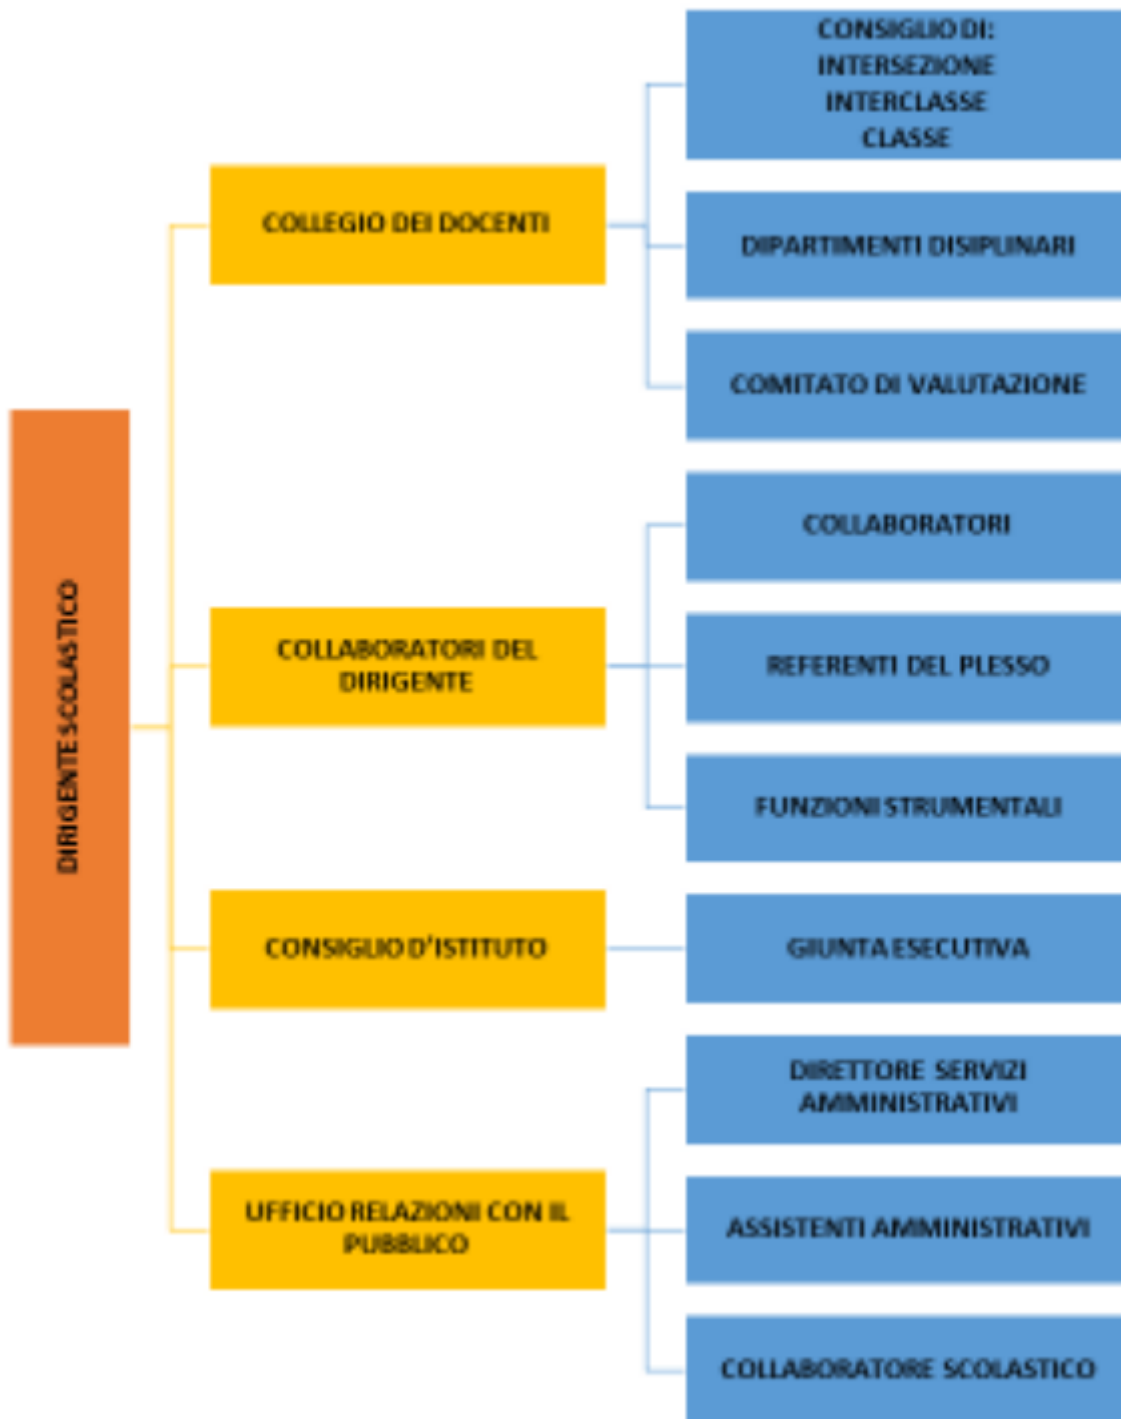 DIRIGENTE SCOLASTICO
COLLEGIO DEI DOCENTI
CONSIGLIO DI:
INTERSEZIONE
INTERCLASSE
CLASSE
DIPARTIMENTI DISIPLINARI
COMITATO DI VALUTAZIONE
COLLABORATORI DEL
DIRIGENTE
COLLABORATORI
REFERENTI DEL PLESSO
FUNZIONI STRUMENTALI
CONSIGLIO D'ISTITUTO
GIUNTA ESECUTIVA
UFFICIO RELAZIONI CON IL
PUBBLICO
DIRETTORE SERVIZI
AMMINISTRATIVI
ASSISTENTI AMMINISTRATIVI
COLLABORATORE SCOLASTICO